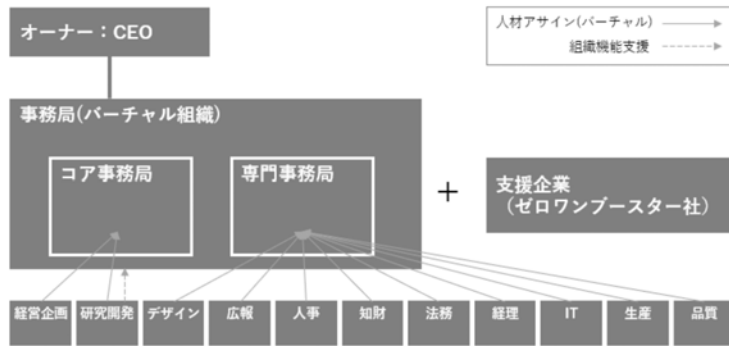 オーナー：CEO
人材アサイン(バーチャル)
組織機能支援
事務局(バーチャル組織)
コア事務局
専門事務局
+
支援企業
（ゼロワンブースター社）
経営企画
研究開発
デザイン
広報
人事
知財
法務
経理
IT
生産
品質